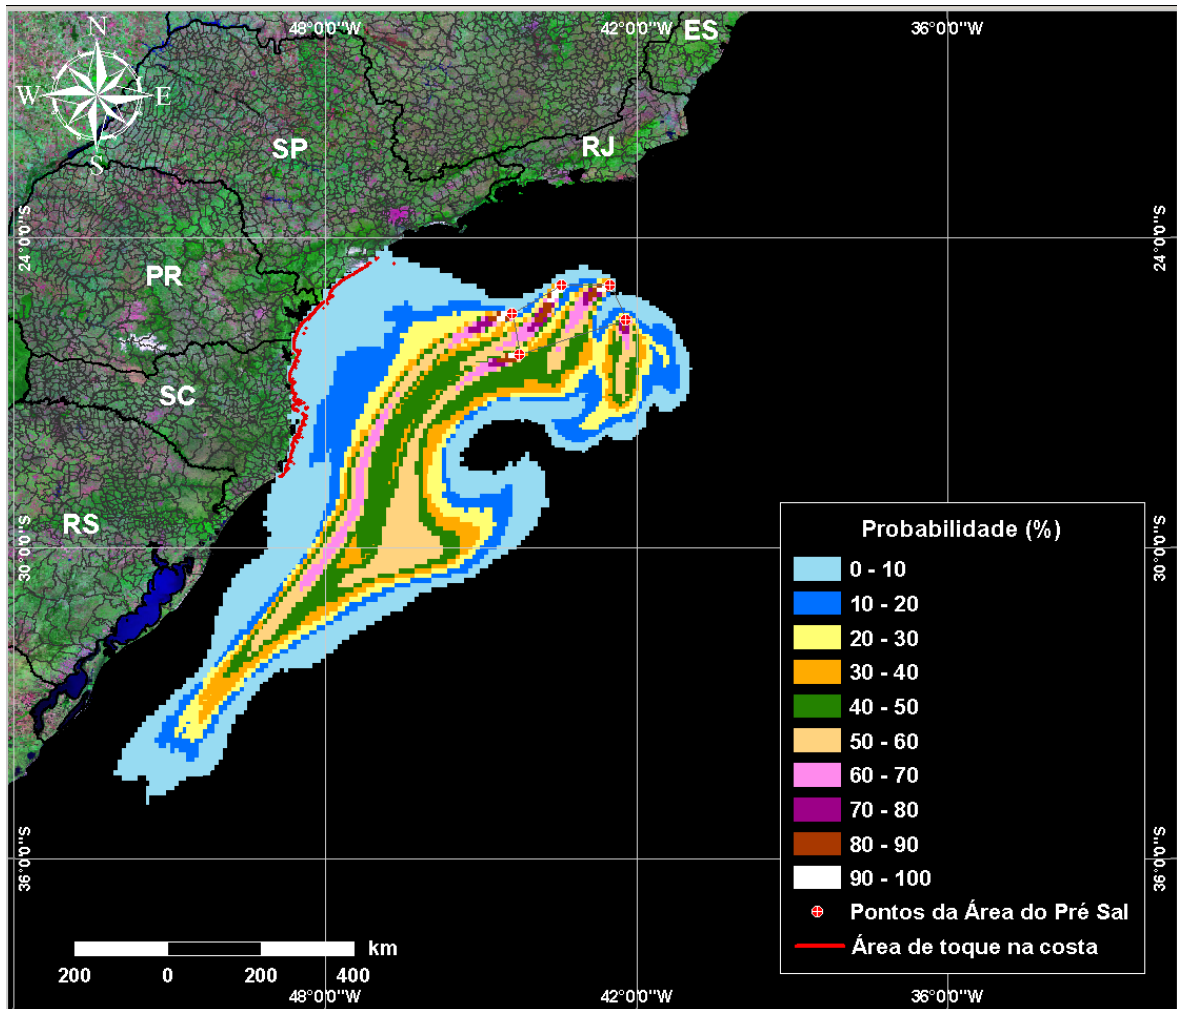 48°0'0"W
42°0'0"W
36°0'0"W
ES
N
W
E
S
SP
RJ
24°0'0"S
24°0'0"S
PR
SC
RS
30°0'0"S
30°0'0"S
Probabilidade (%)
0 - 10
10 - 20
20 - 30
30 - 40
40 - 50
50 - 60
60 - 70
70 - 80
80 - 90
90 - 100
Pontos da Área do Pré Sal
Área de toque na costa
36°0'0"S
36°0'0"S
km
200
0
200
400
48°0'0"W
42°0'0"W
36°0'0"W